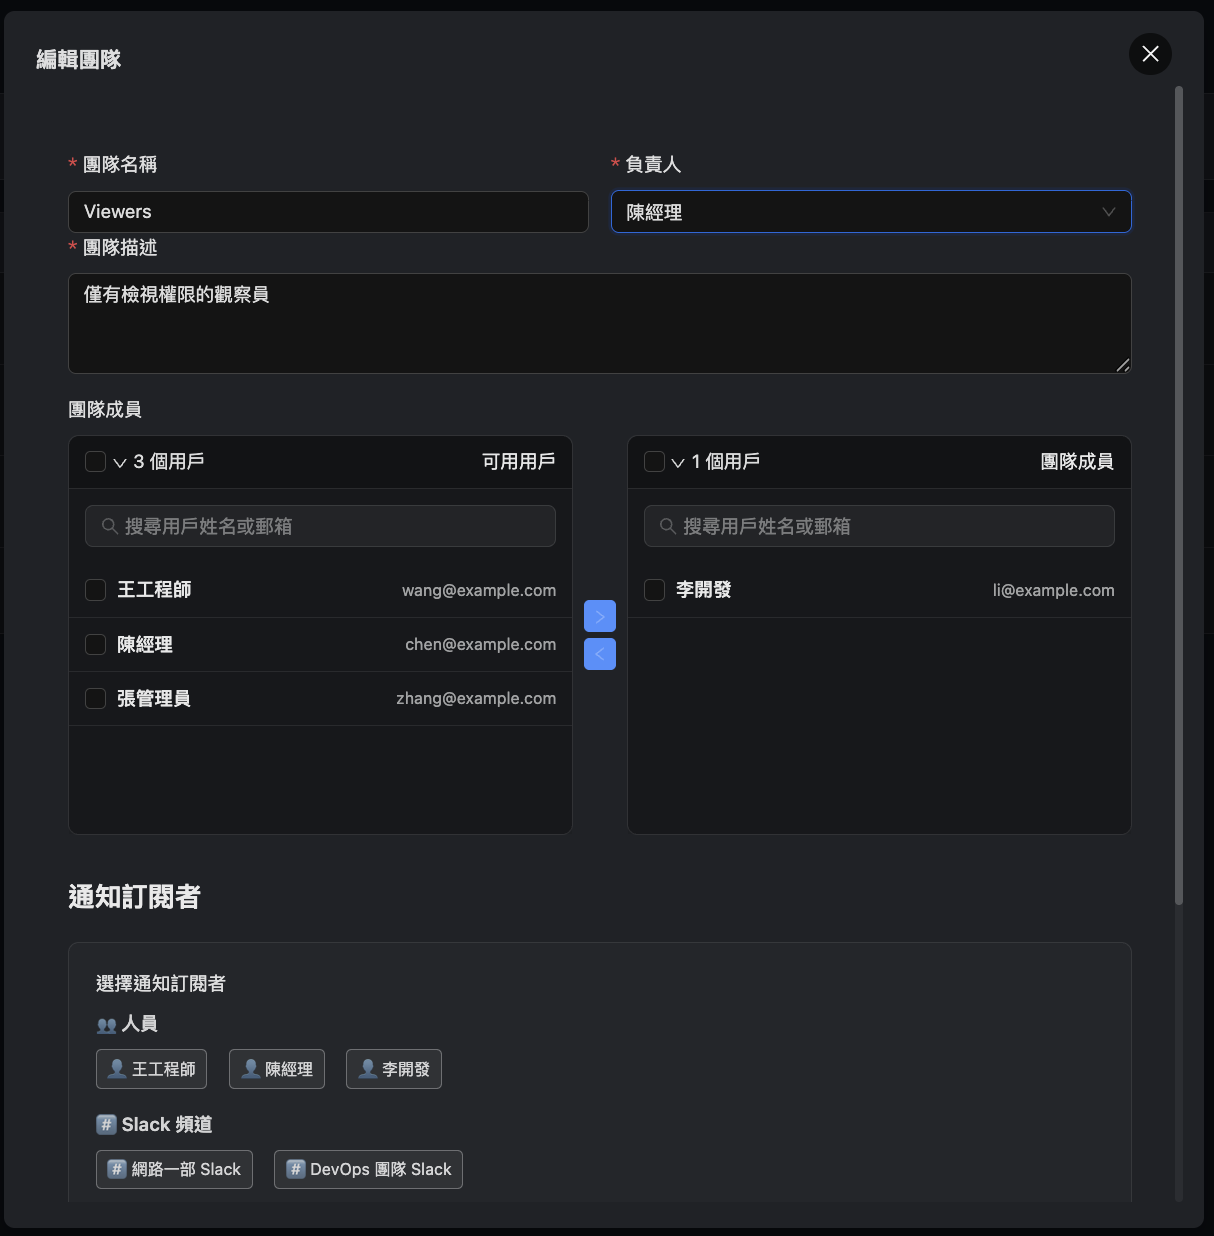 編輯團隊
* 團隊名稱
* 負責人
Viewers
陳經理
* 團隊描述
僅有檢視權限的觀察員
團隊成員
3 個用戶
可用用戶
搜尋用戶姓名或郵箱
王工程師
wang@example.com
陳經理
chen@example.com
張管理員
zhang@example.com
1 個用戶
團隊成員
搜尋用戶姓名或郵箱
李開發
li@example.com
通知訂閱者
選擇通知訂閱者
人員
王工程師
陳經理
李開發
# Slack 頻道
# 網路一部 Slack
# DevOps 團隊 Slack